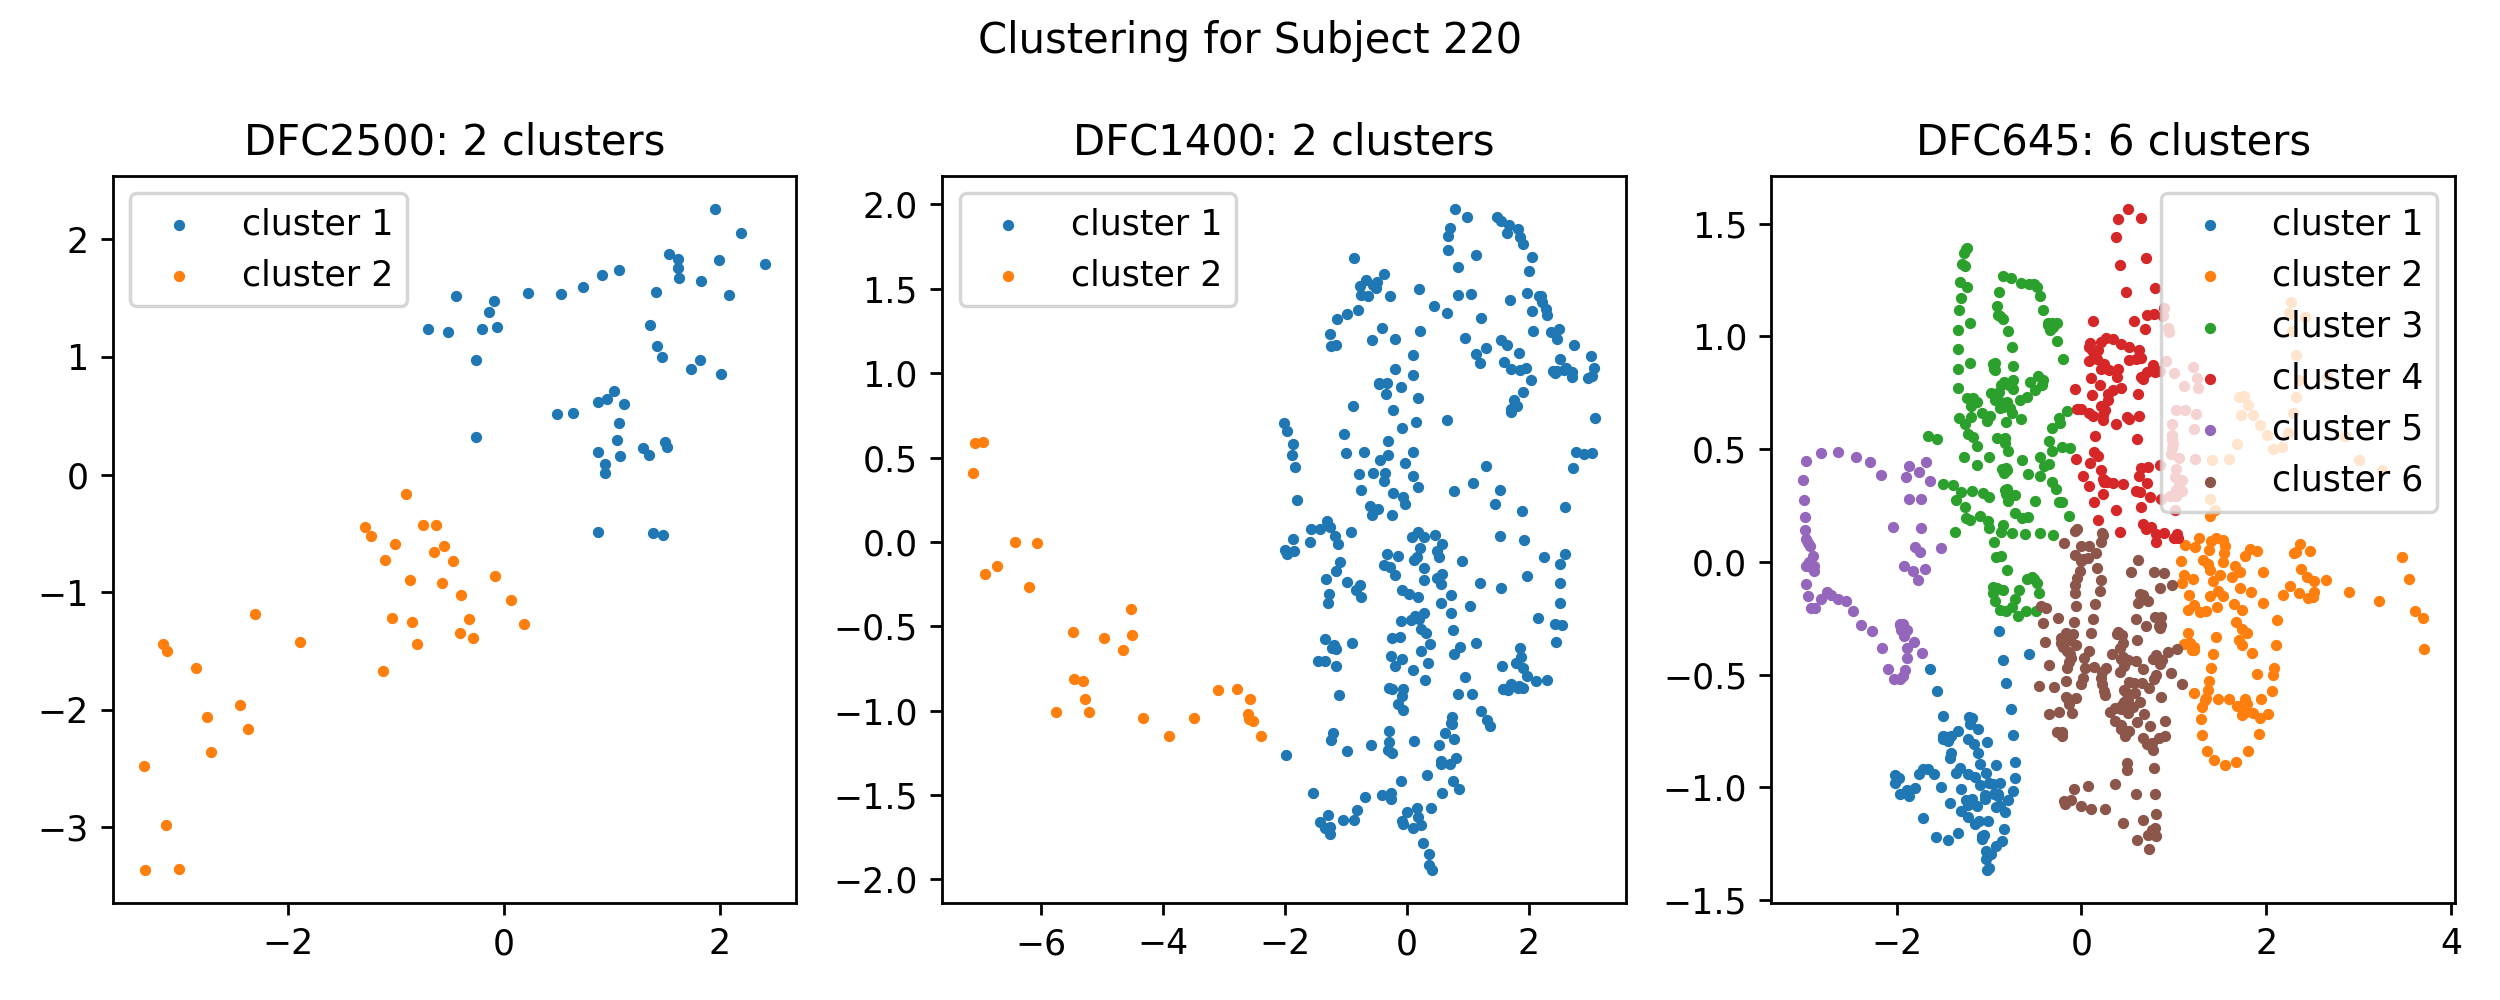 Clustering for Subject 220
DFC2500: 2 clusters
cluster 1
cluster 2
2
1
0
−1
−2
−3
−2
0
2
DFC1400: 2 clusters
cluster 1
cluster 2
2.0
1.5
1.0
0.5
0.0
−0.5
−1.0
−1.5
−2.0
−6
−4
−2
0
2
DFC645: 6 clusters
cluster 1
cluster 2
cluster 3
cluster 4
cluster 5
cluster 6
1.5
1.0
0.5
0.0
−0.5
−1.0
−1.5
−2
0
2
4